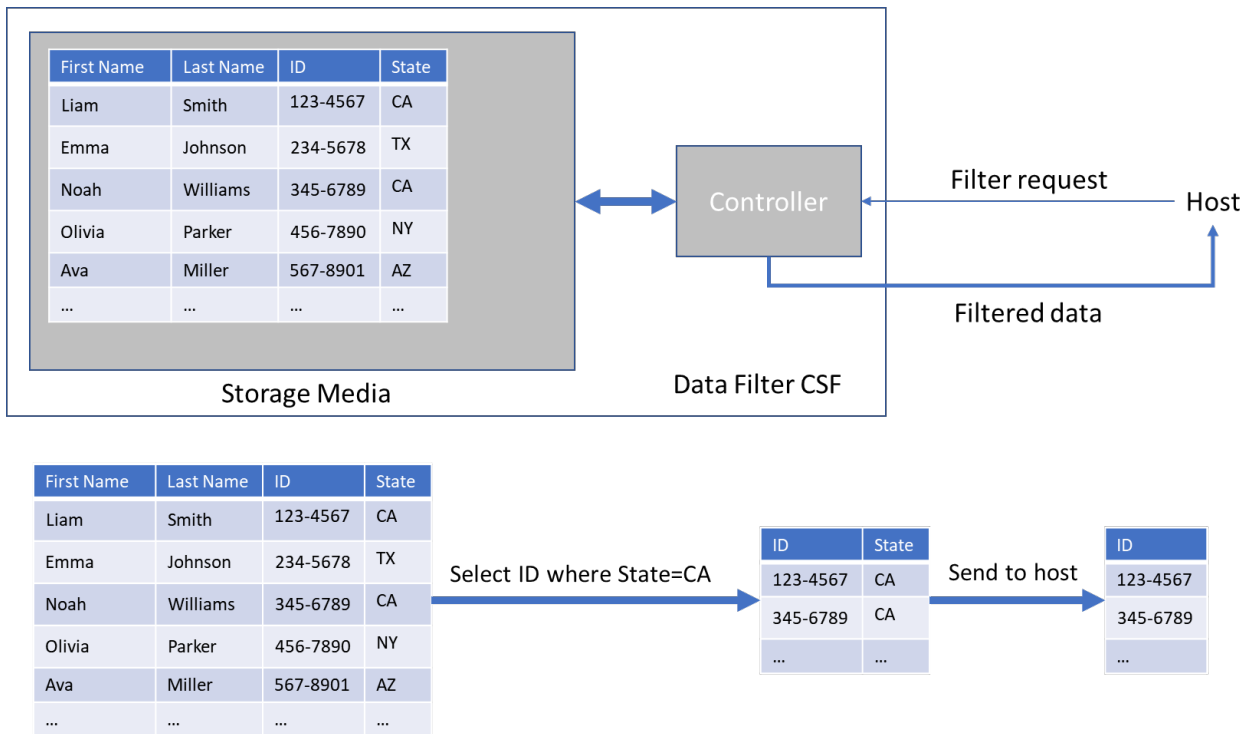 First Name Last Name ID State
Liam Smith 123-4567 CA
Emma Johnson 234-5678 TX
Noah Williams 345-6789 CA
Olivia Parker 456-7890 NY
Ava Miller 567-8901 AZ
... ... ... ...
Storage Media
Controller
Data Filter CSF
Filter request
Host
Filtered data
First Name Last Name ID State
Liam Smith 123-4567 CA
Emma Johnson 234-5678 TX
Noah Williams 345-6789 CA
Olivia Parker 456-7890 NY
Ava Miller 567-8901 AZ
... ... ... ...
Select ID where State=CA
ID State
123-4567 CA
345-6789 CA
... ...
Send to host
ID
123-4567
345-6789
...